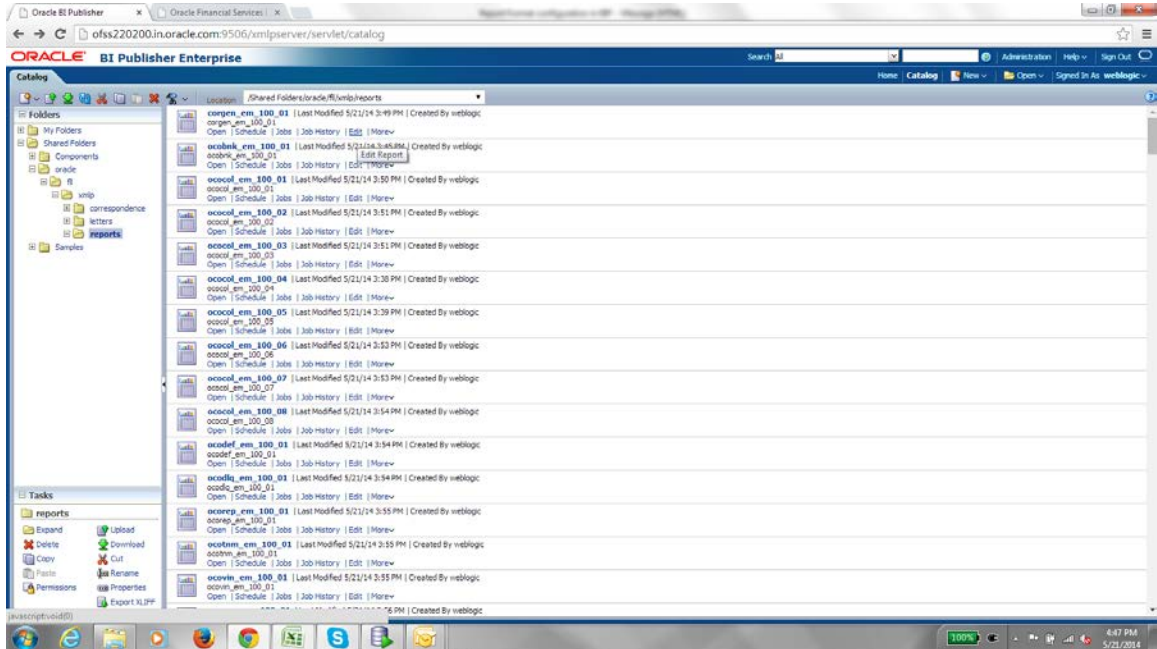 Oracle BI Publisher
Oracle Financial Services
ofss220200.in.oracle.com:9506/xmlpserver/servlet/catalog
ORACLE BI Publisher Enterprise
Search All
Administration Help Sign Out
Catalog
Home Catalog New Open Signed In As weblogic
Location /Shared Folders/oracle/fll/xmlp/reports
Folders
My Folders
Shared Folders
Components
oracle
fll
xmlp
correspondence
letters
reports
Samples
corgen_em_100_01 | Last Modified 5/21/14 3:49 PM | Created By weblogic
corgen_em_100_01
Open | Schedule | Jobs | Job History | Edit | More
ocobnk_em_100_01 | Last Modified 5/21/14 3:45 PM | Created By weblogic
ocobnk_em_100_01
Open | Schedule | Jobs | Job History | Edit | More
Edit Report
ococol_em_100_01 | Last Modified 5/21/14 3:50 PM | Created By weblogic
ococol_em_100_01
Open | Schedule | Jobs | Job History | Edit | More
ococol_em_100_02 | Last Modified 5/21/14 3:51 PM | Created By weblogic
ococol_em_100_02
Open | Schedule | Jobs | Job History | Edit | More
ococol_em_100_03 | Last Modified 5/21/14 3:51 PM | Created By weblogic
ococol_em_100_03
Open | Schedule | Jobs | Job History | Edit | More
ococol_em_100_04 | Last Modified 5/21/14 3:38 PM | Created By weblogic
ococol_em_100_04
Open | Schedule | Jobs | Job History | Edit | More
ococol_em_100_05 | Last Modified 5/21/14 3:39 PM | Created By weblogic
ococol_em_100_05
Open | Schedule | Jobs | Job History | Edit | More
ococol_em_100_06 | Last Modified 5/21/14 3:53 PM | Created By weblogic
ococol_em_100_06
Open | Schedule | Jobs | Job History | Edit | More
ococol_em_100_07 | Last Modified 5/21/14 3:53 PM | Created By weblogic
ococol_em_100_07
Open | Schedule | Jobs | Job History | Edit | More
ococol_em_100_08 | Last Modified 5/21/14 3:54 PM | Created By weblogic
ococol_em_100_08
Open | Schedule | Jobs | Job History | Edit | More
ocodef_em_100_01 | Last Modified 5/21/14 3:54 PM | Created By weblogic
ocodef_em_100_01
Open | Schedule | Jobs | Job History | Edit | More
ocodlq_em_100_01 | Last Modified 5/21/14 3:54 PM | Created By weblogic
ocodlq_em_100_01
Open | Schedule | Jobs | Job History | Edit | More
ocorep_em_100_01 | Last Modified 5/21/14 3:55 PM | Created By weblogic
ocorep_em_100_01
Open | Schedule | Jobs | Job History | Edit | More
ocotnm_em_100_01 | Last Modified 5/21/14 3:55 PM | Created By weblogic
ocotnm_em_100_01
Open | Schedule | Jobs | Job History | Edit | More
ocovin_em_100_01 | Last Modified 5/21/14 3:55 PM | Created By weblogic
ocovin_em_100_01
Open | Schedule | Jobs | Job History | Edit | More
PM | Created By weblogic
Tasks
reports
Expand Upload
Delete Download
Copy Cut
Paste Rename
Permissions Properties
Export XLIFF
javascript:void(0)
100%
4:47 PM
5/21/2014